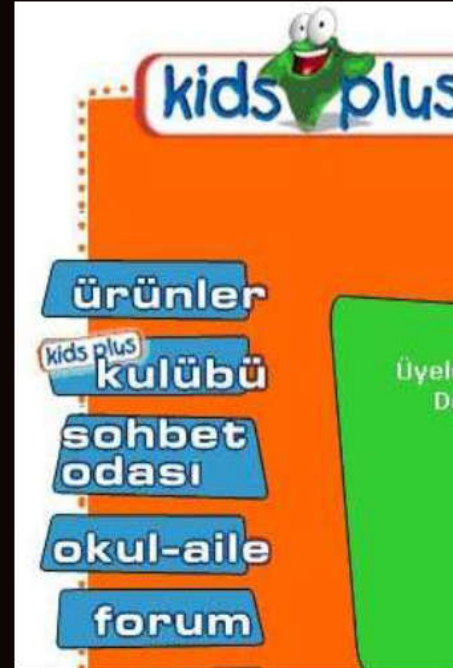 kids plus
ürünler
kids plus
kulübü
sohbet
odası
okul-aile
forum